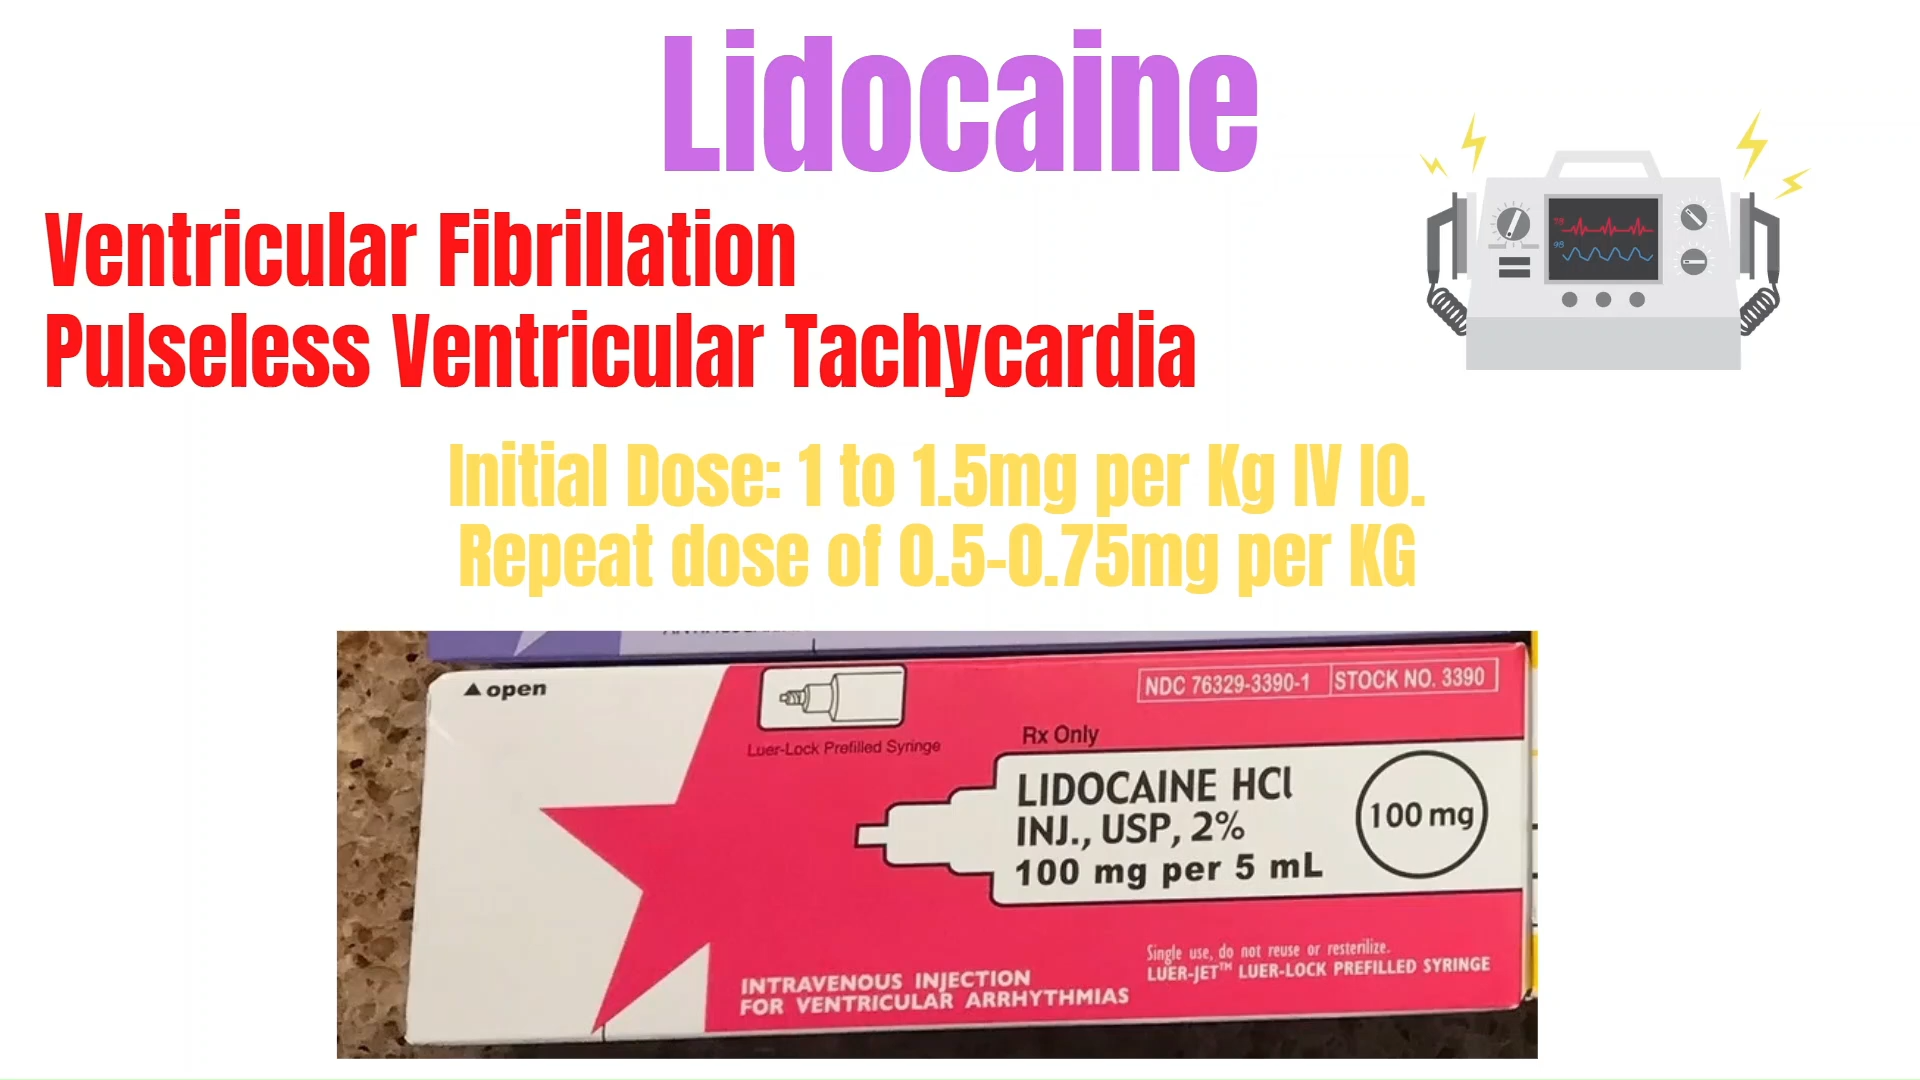 Lidocaine
Ventricular Fibrillation
Pulseless Ventricular Tachycardia
Initial Dose: 1 to 1.5mg per Kg IV IO.
Repeat dose of 0.5-0.75mg per KG
open
NDC 76329-3390-1 STOCK NO. 3390
Luer-Lock Prefilled Syringe
Rx Only
LIDOCAINE HCl
INJ., USP, 2%
100 mg per 5 mL
100 mg
Single use, do not reuse or resterilize.
LUER-JET™ LUER-LOCK PREFILLED SYRINGE
INTRAVENOUS INJECTION
FOR VENTRICULAR ARRHYTHMIAS